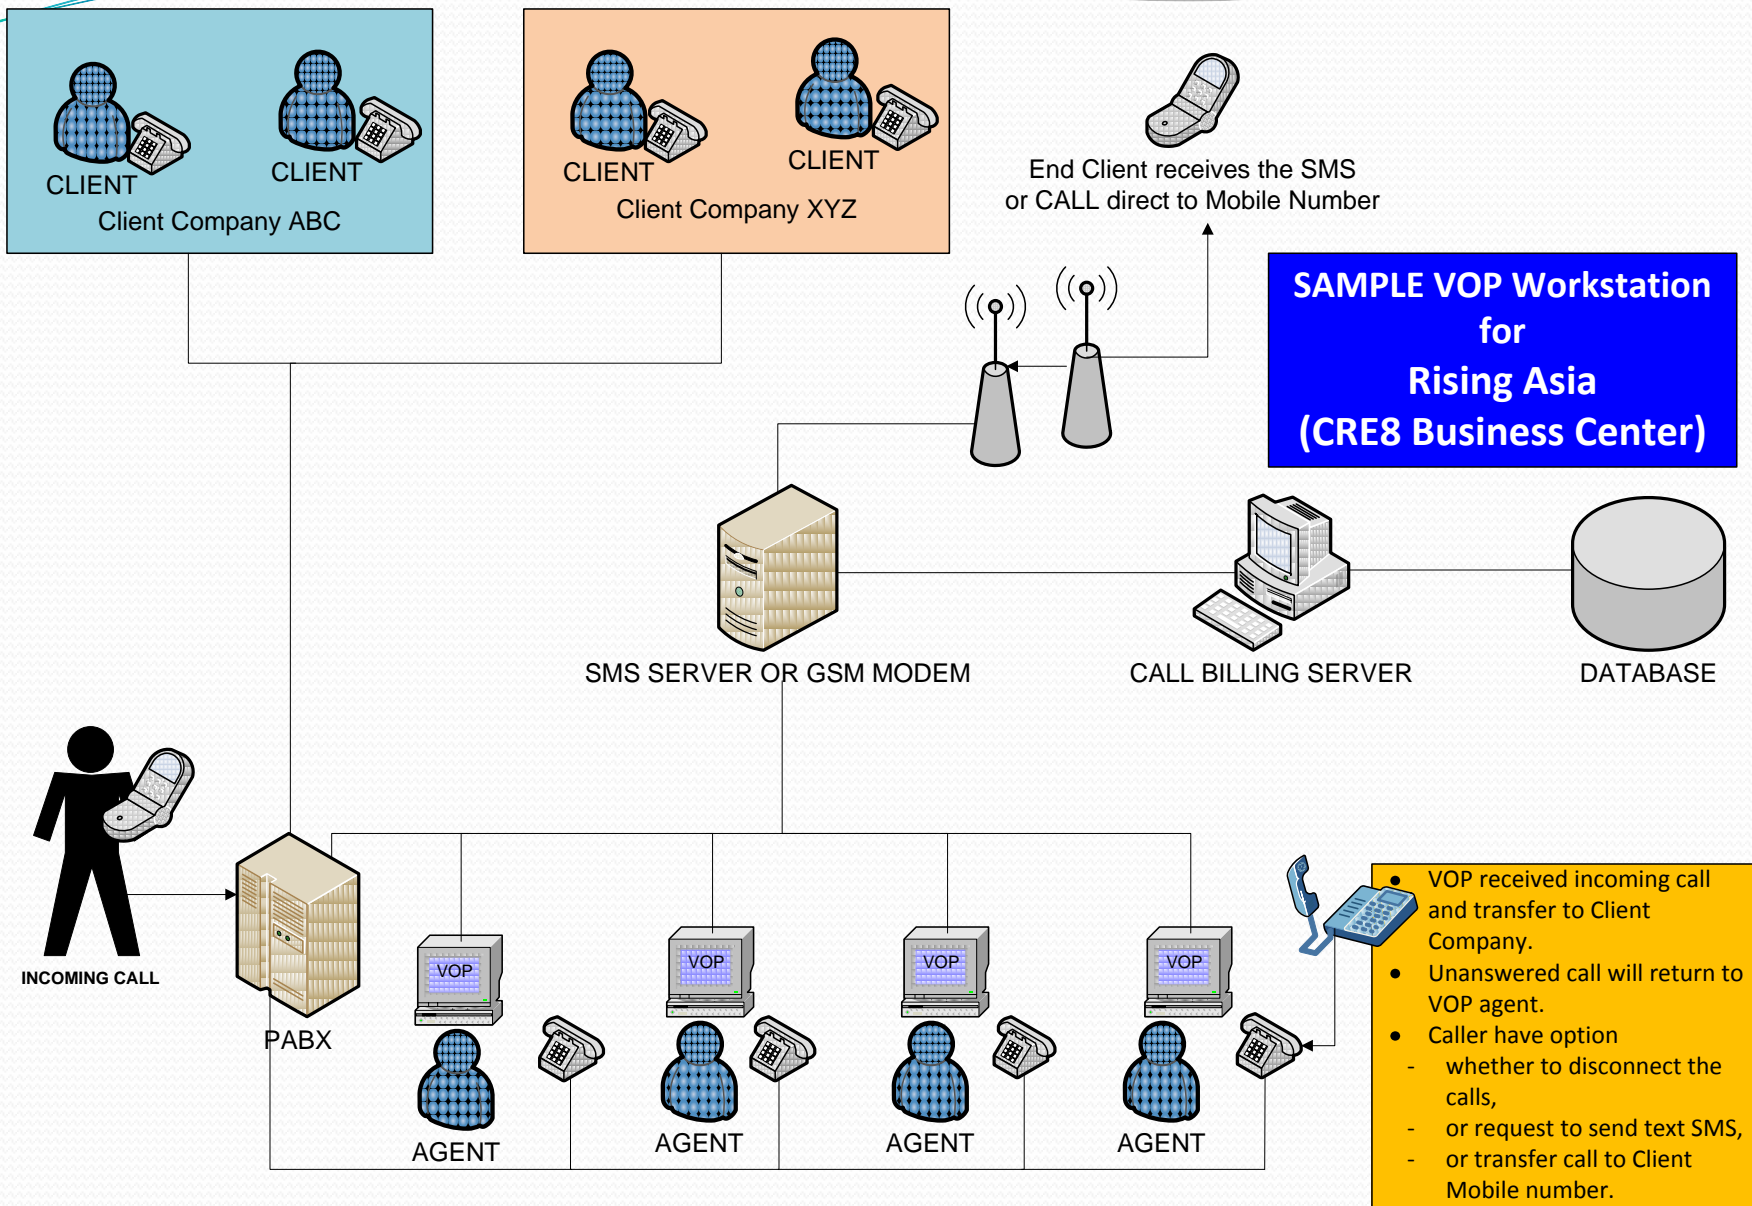 CLIENT
CLIENT
Client Company ABC
CLIENT
CLIENT
Client Company XYZ
End Client receives the SMS
or CALL direct to Mobile Number
SAMPLE VOP Workstation
for
Rising Asia
(CRE8 Business Center)
SMS SERVER OR GSM MODEM
CALL BILLING SERVER
DATABASE
INCOMING CALL
PABX
VOP
VOP
VOP
VOP
AGENT
AGENT
AGENT
AGENT
• VOP received incoming call
and transfer to Client
Company.
• Unanswered call will return to
VOP agent.
• Caller have option
- whether to disconnect the
calls,
- or request to send text SMS,
- or transfer call to Client
Mobile number.